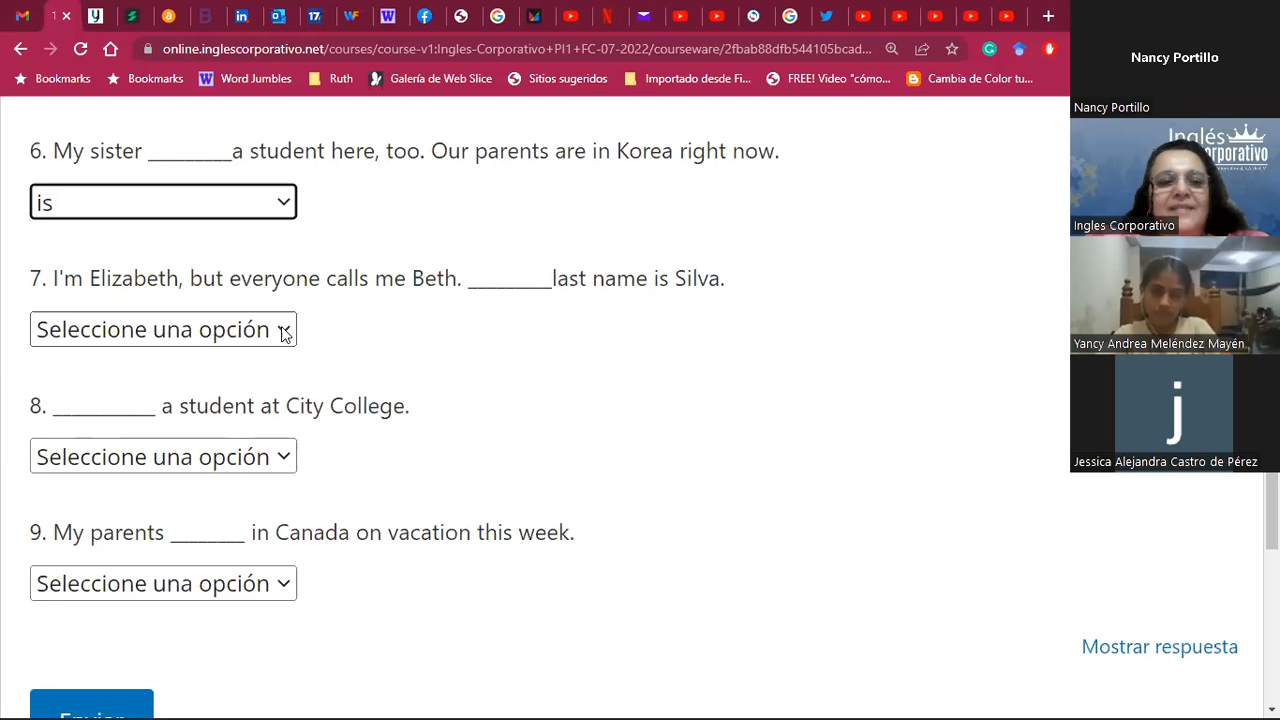 1
17
online.inglescorporativo.net/courses/course-v1:Ingles-Corporativo+PI1+FC-07-2022/courseware/2fbab88dfb544105bcad...
Bookmarks Bookmarks Word Jumbles Ruth Galería de Web Slice Sitios sugeridos Importado desde Fi... FREE! Video "cómo... Cambia de Color tu...
6. My sister _________a student here, too. Our parents are in Korea right now.
is
7. I'm Elizabeth, but everyone calls me Beth. ________last name is Silva.
Seleccione una opción
8. __________ a student at City College.
Seleccione una opción
9. My parents _______ in Canada on vacation this week.
Seleccione una opción
Mostrar respuesta
Enviar
Nancy Portillo
Nancy Portillo
Inglés
Ingles Corporativo
Yancy Andrea Meléndez Mayén
j
Jessica Alejandra Castro de Pérez